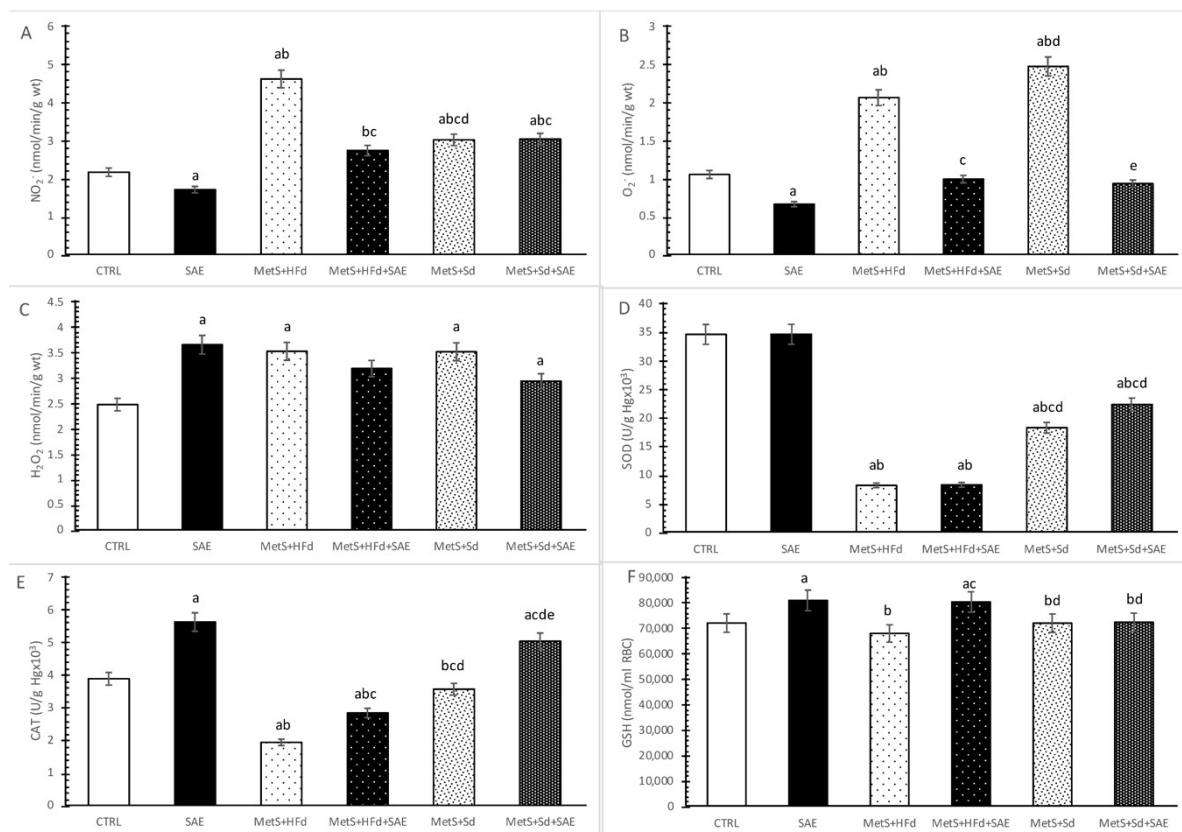 A
NO₂⁻ (nmol/min/g wt)
6
5
4
3
2
1
0
a
ab
bc
abcd
abc
CTRL SAE MetS+HFd MetS+HFd+SAE MetS+Sd MetS+Sd+SAE
B
O₂⁻ (nmol/min/g wt)
3
2.5
2
1.5
1
0.5
0
a
ab
c
abd
e
CTRL SAE MetS+HFd MetS+HFd+SAE MetS+Sd MetS+Sd+SAE
C
H₂O₂ (nmol/min/g wt)
4.5
4
3.5
3
2.5
2
1.5
1
0.5
0
a
a
a
a
CTRL SAE MetS+HFd MetS+HFd+SAE MetS+Sd MetS+Sd+SAE
D
SOD (U/g Hgx10³)
40
35
30
25
20
15
10
5
0
ab
ab
abcd
abcd
CTRL SAE MetS+HFd MetS+HFd+SAE MetS+Sd MetS+Sd+SAE
E
CAT (U/g Hgx10³)
7
6
5
4
3
2
1
0
a
ab
abc
bcd
acde
CTRL SAE MetS+HFd MetS+HFd+SAE MetS+Sd MetS+Sd+SAE
F
GSH (nmol/ml RBC)
90,000
80,000
70,000
60,000
50,000
40,000
30,000
20,000
10,000
0
a
b
ac
bd
bd
CTRL SAE MetS+HFd MetS+HFd+SAE MetS+Sd MetS+Sd+SAE